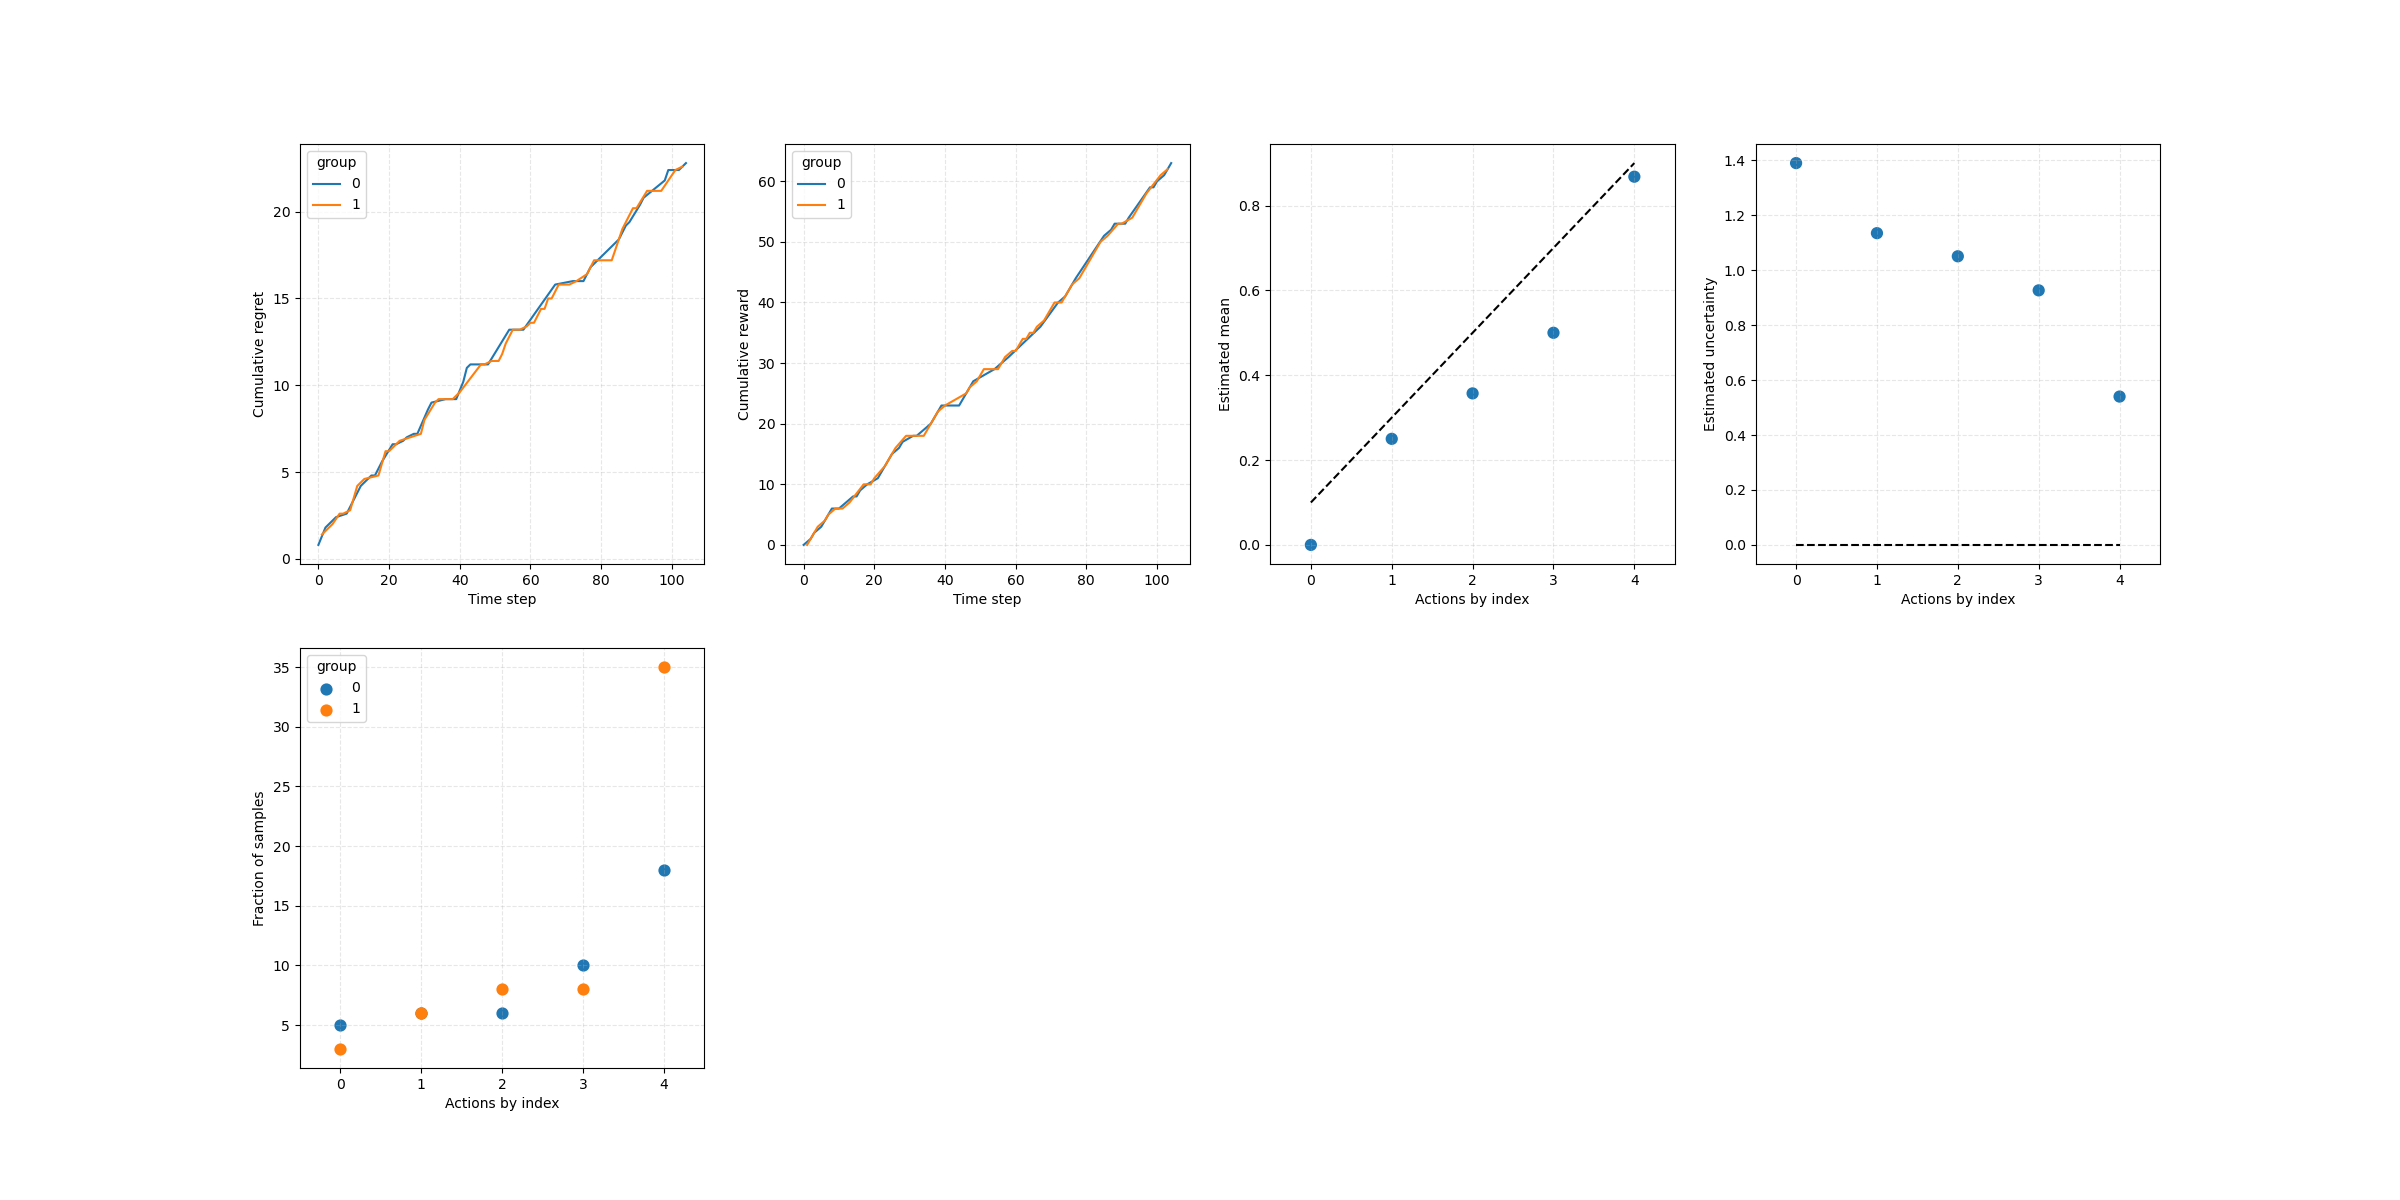 group
0
1
Cumulative regret
0
5
10
15
20
0 20 40 60 80 100
Time step
group
0
1
Cumulative reward
0
10
20
30
40
50
60
0 20 40 60 80 100
Time step
Estimated mean
0.0
0.2
0.4
0.6
0.8
0 1 2 3 4
Actions by index
Estimated uncertainty
0.0
0.2
0.4
0.6
0.8
1.0
1.2
1.4
0 1 2 3 4
Actions by index
group
0
1
Fraction of samples
5
10
15
20
25
30
35
0 1 2 3 4
Actions by index